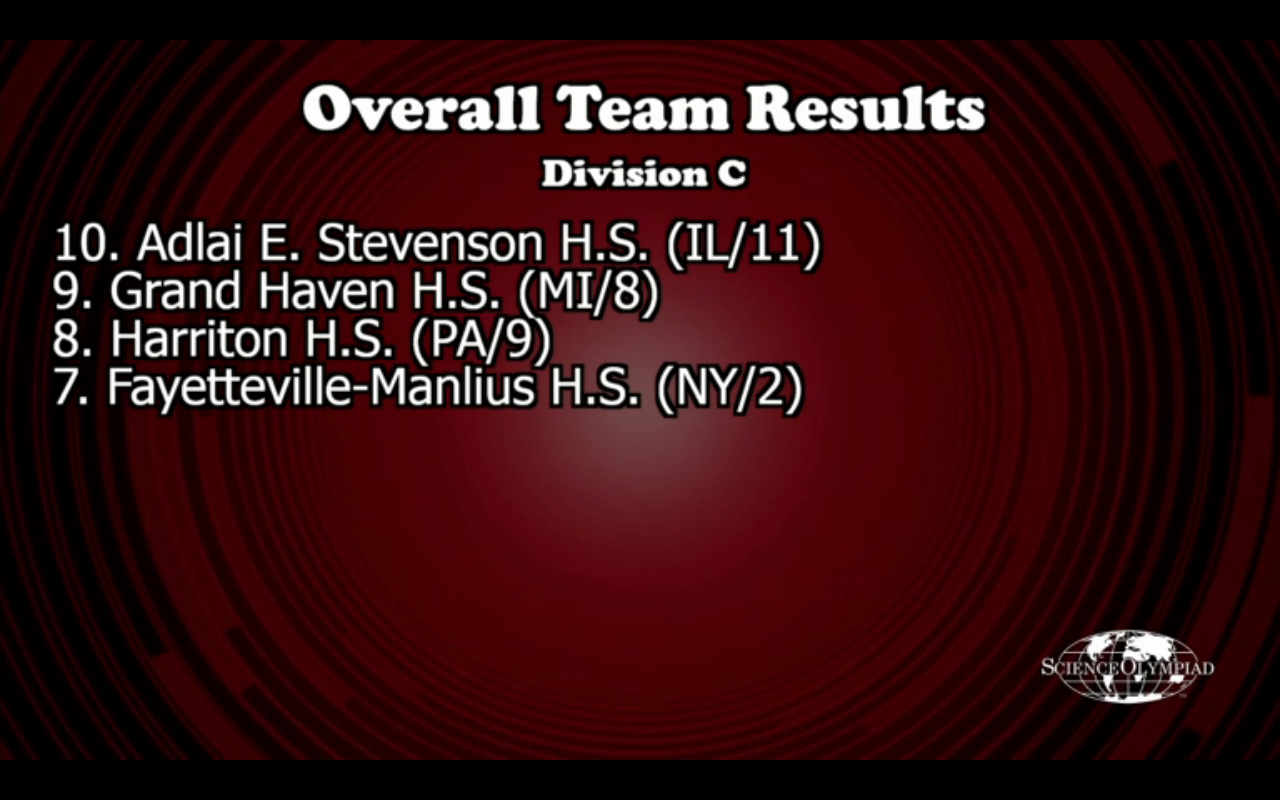 Overall Team Results
Division C
10. Adlai E. Stevenson H.S. (IL/11)
9. Grand Haven H.S. (MI/8)
8. Harriton H.S. (PA/9)
7. Fayetteville-Manlius H.S. (NY/2)
SCIENCE OLYMPIAD